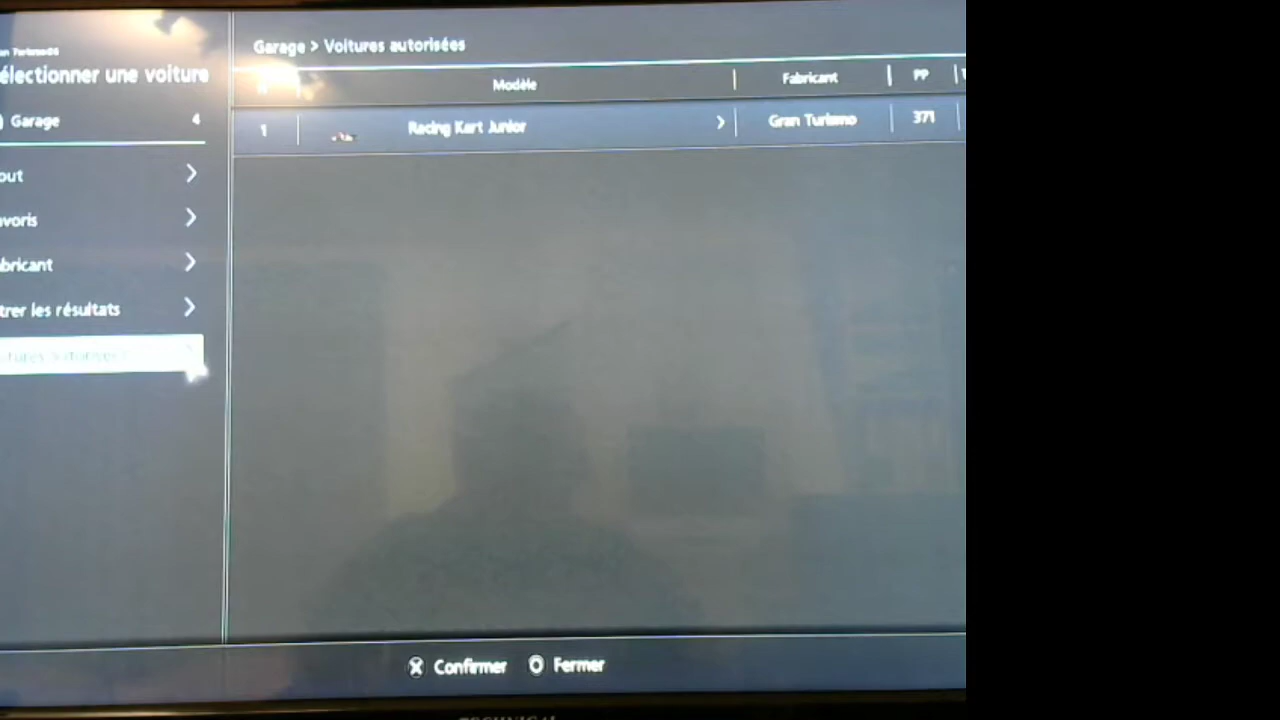 électionner une voiture
Garage 4
out
avoris
abricant
trer les résultats
Garage > Voitures autorisées
Modèle Fabricant PP
1 Racing Kart Junior Gran Turismo 371
Confirmer Fermer